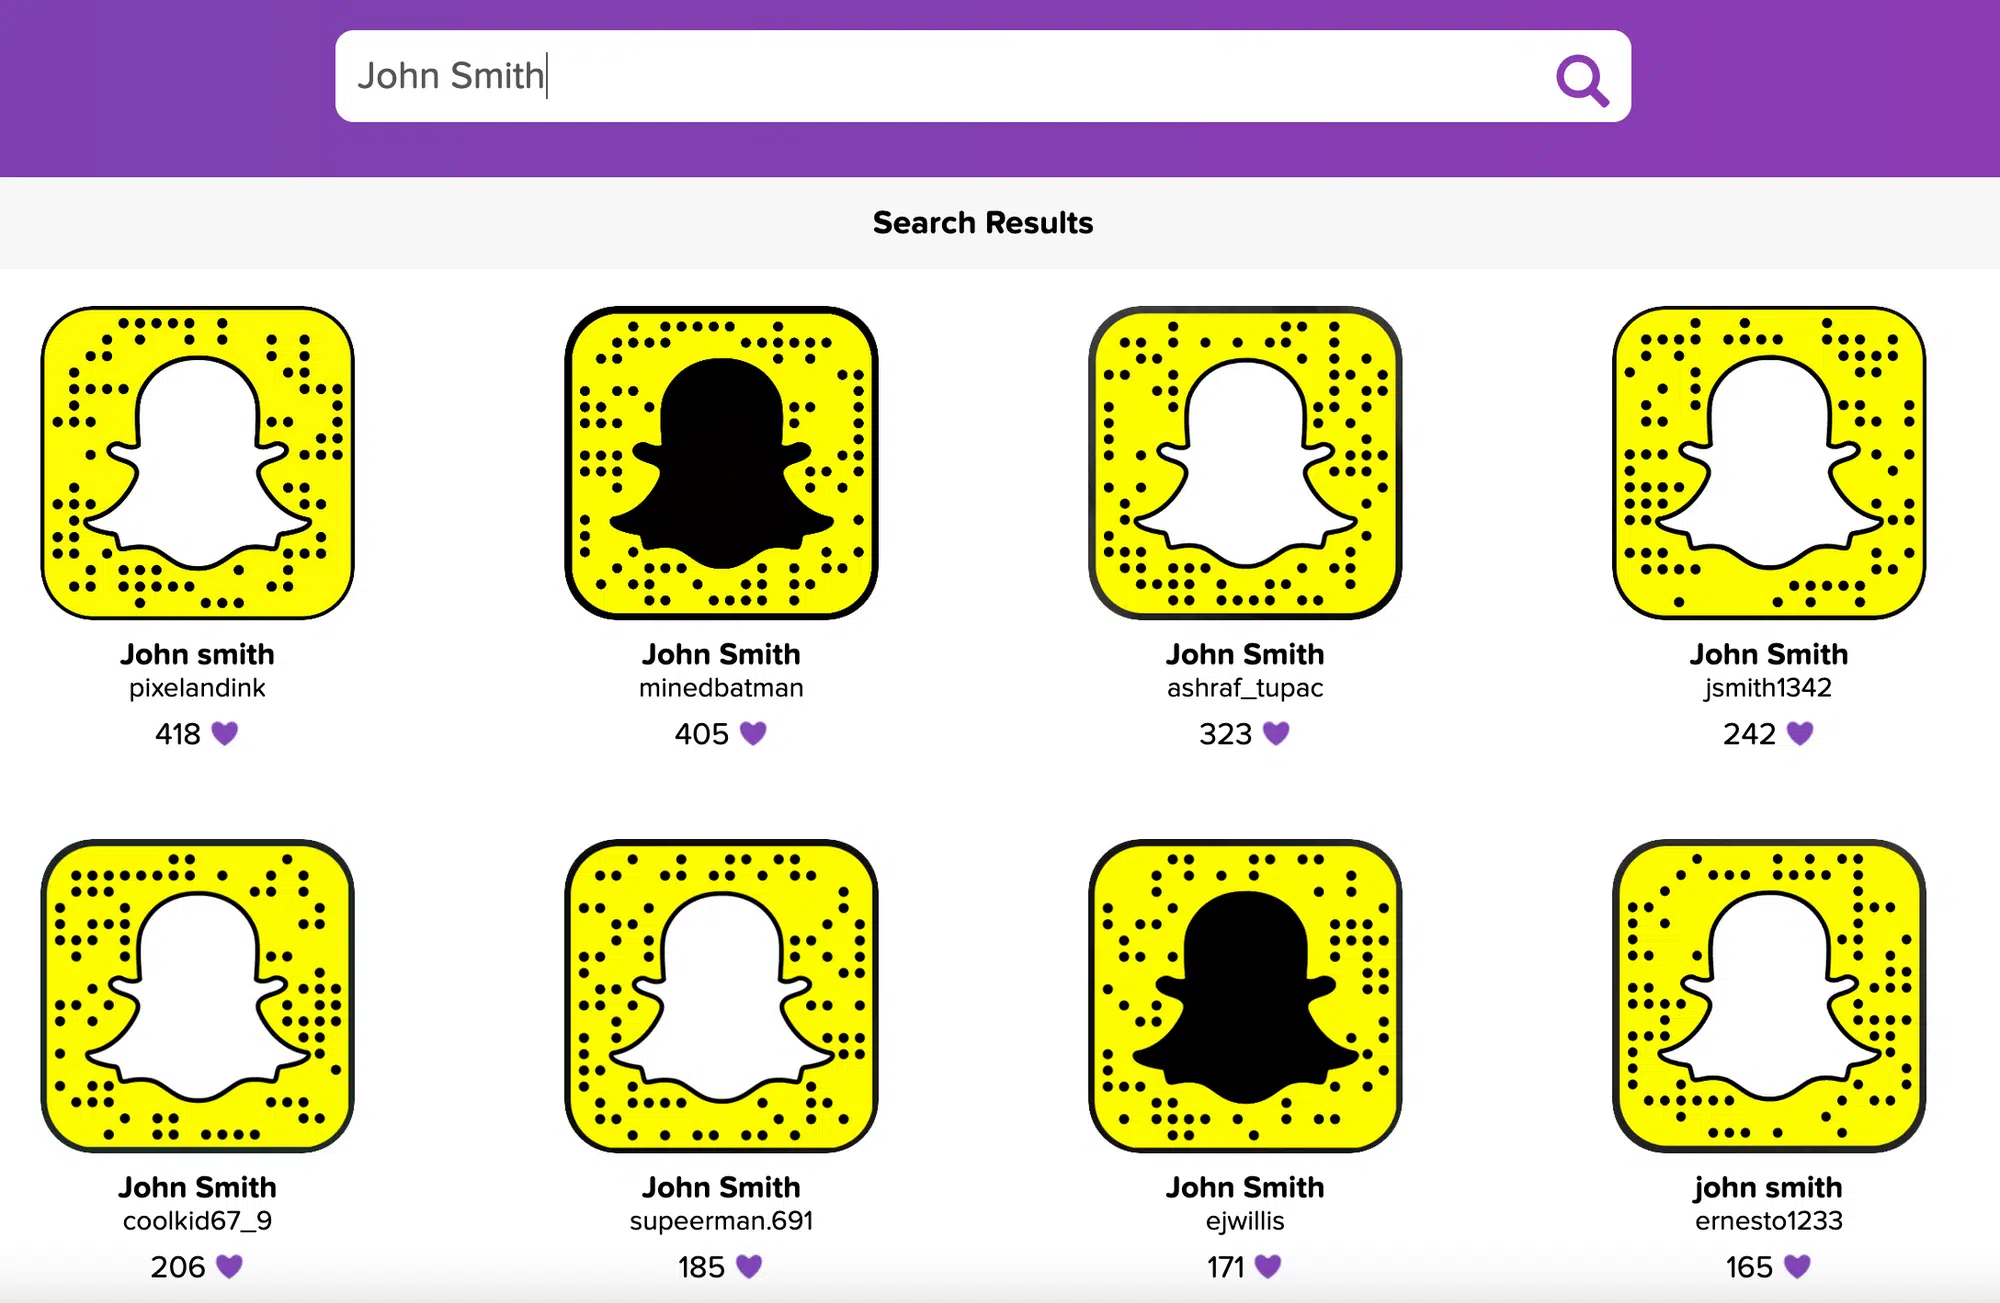 John Smith
Search Results
John smith
pixelandink
418
John Smith
minedbatman
405
John Smith
ashraf_tupac
323
John Smith
jsmith1342
242
John Smith
coolkid67_9
206
John Smith
supeerman.691
185
John Smith
ejwillis
171
john smith
ernesto1233
165